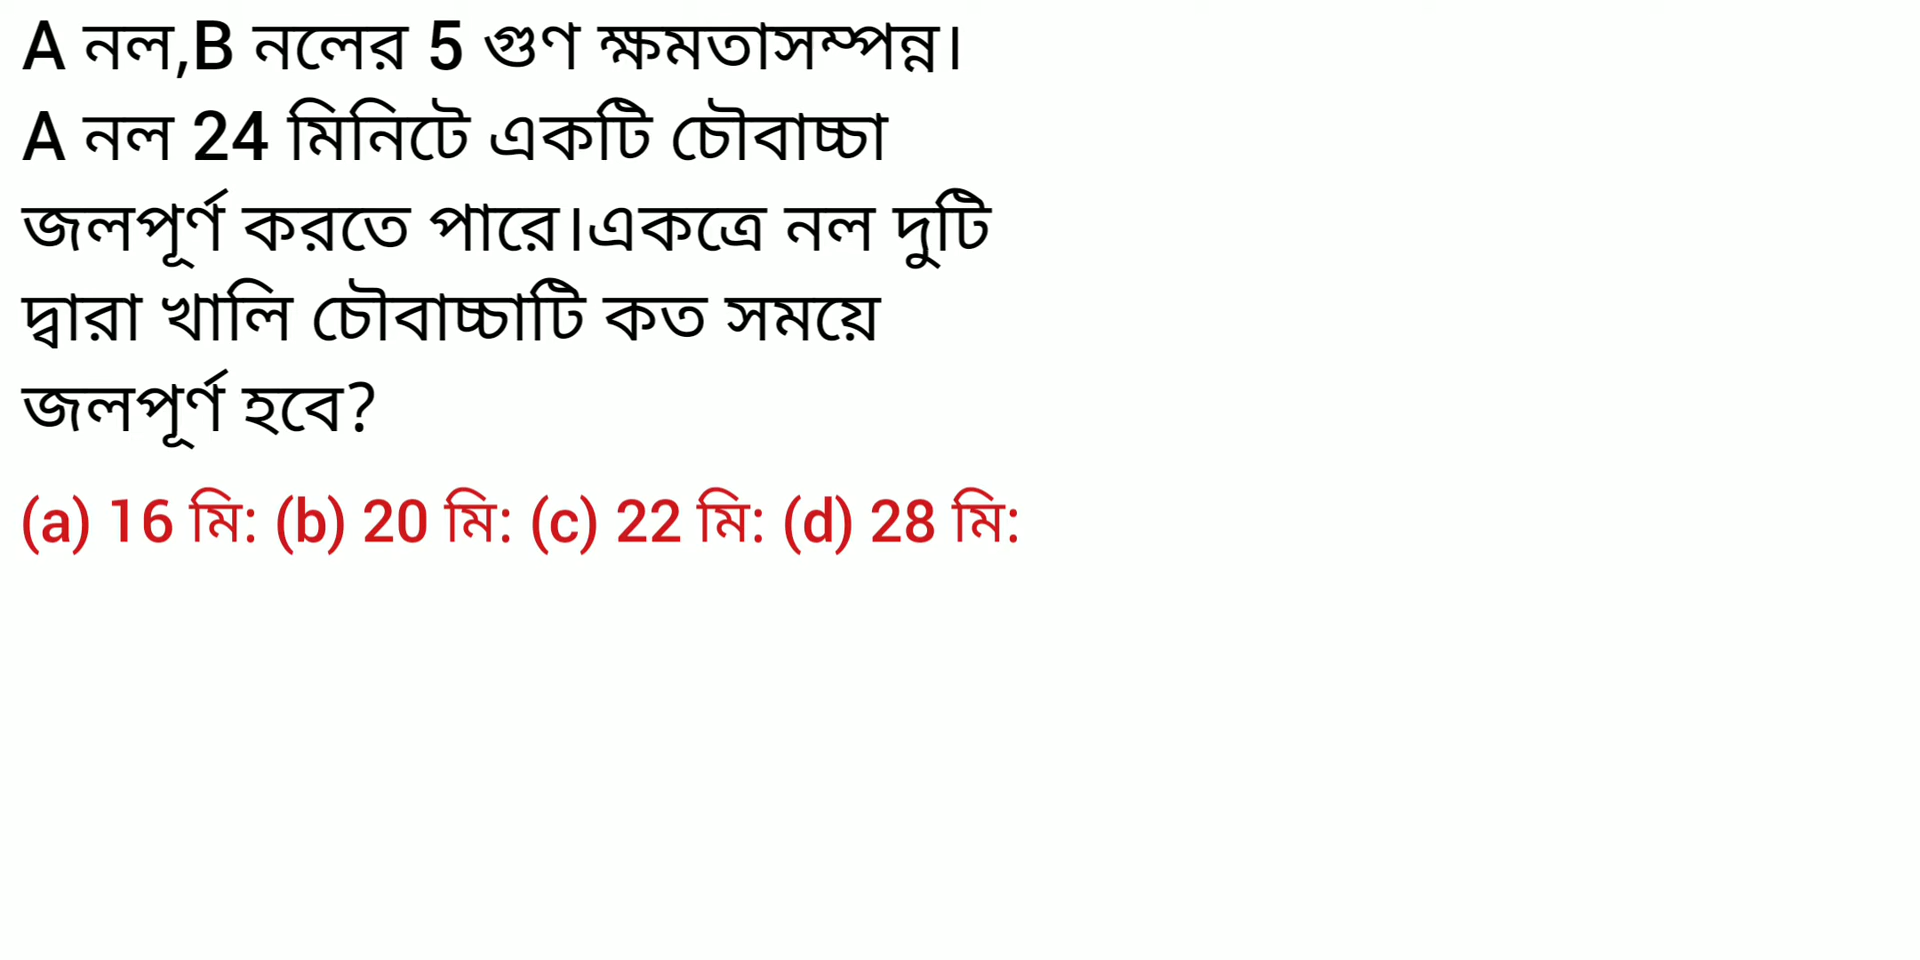 A নল,B নলের 5 গুণ ক্ষমতাসম্পন্ন।
A নল 24 মিনিটে একটি চৌবাচ্চা
জলপূর্ণ করতে পারে।একত্রে নল দুটি
দ্বারা খালি চৌবাচ্চাটি কত সময়ে
জলপূর্ণ হবে?
(a) 16 মি: (b) 20 মি: (c) 22 মি: (d) 28 মি: